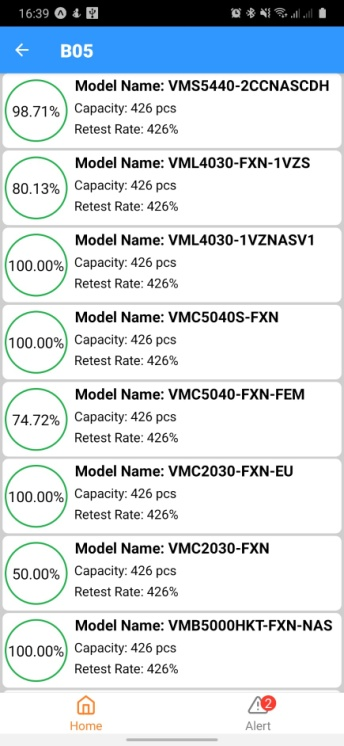 16:39
B05
98.71%
Model Name: VMS5440-2CCNASCDH
Capacity: 426 pcs
Retest Rate: 426%
80.13%
Model Name: VML4030-FXN-1VZS
Capacity: 426 pcs
Retest Rate: 426%
100.00%
Model Name: VML4030-1VZNASV1
Capacity: 426 pcs
Retest Rate: 426%
100.00%
Model Name: VMC5040S-FXN
Capacity: 426 pcs
Retest Rate: 426%
74.72%
Model Name: VMC5040-FXN-FEM
Capacity: 426 pcs
Retest Rate: 426%
100.00%
Model Name: VMC2030-FXN-EU
Capacity: 426 pcs
Retest Rate: 426%
50.00%
Model Name: VMC2030-FXN
Capacity: 426 pcs
Retest Rate: 426%
100.00%
Model Name: VMB5000HKT-FXN-NAS
Capacity: 426 pcs
Retest Rate: 426%
2
Home
Alert